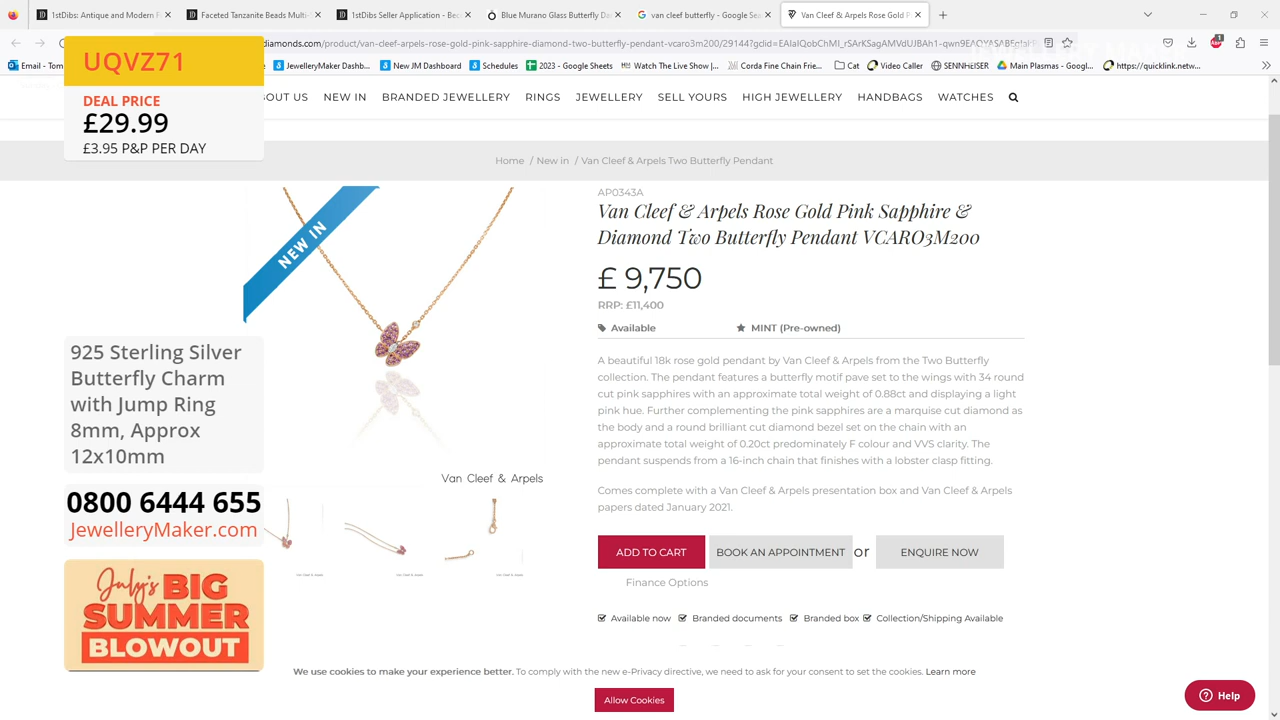 1stDibs: Antique and Modern F
Faceted Tanzanite Beads Multi-
1stDibs Seller Application - Bec
Blue Murano Glass Butterfly Da
van cleef butterfly - Google Sea
Van Cleef & Arpels Rose Gold P
JewelleryMaker Dashb...
New JM Dashboard
Schedules
2023 - Google Sheets
Watch The Live Show |...
Corda Fine Chain Frin...
Cat
Video Caller
SENNHEISER
Main Plasmas - Googl...
https://quicklink.netw...
UQVZ71
DEAL PRICE
£29.99
£3.95 P&P PER DAY
OUT US
NEW IN
BRANDED JEWELLERY
RINGS
JEWELLERY
SELL YOURS
HIGH JEWELLERY
HANDBAGS
WATCHES
Home / New in / Van Cleef & Arpels Two Butterfly Pendant
NEW IN
Van Cleef & Arpels
AP0343A
Van Cleef & Arpels Rose Gold Pink Sapphire &
Diamond Two Butterfly Pendant VCARO3M200
£ 9,750
RRP: £11,400
Available
MINT (Pre-owned)
A beautiful 18k rose gold pendant by Van Cleef & Arpels from the Two Butterfly
collection. The pendant features a butterfly motif pave set to the wings with 34 round
cut pink sapphires with an approximate total weight of 0.88ct and displaying a light
pink hue. Further complementing the pink sapphires are a marquise cut diamond as
the body and a round brilliant cut diamond bezel set on the chain with an
approximate total weight of 0.20ct predominately F colour and VVS clarity. The
pendant suspends from a 16-inch chain that finishes with a lobster clasp fitting.
Comes complete with a Van Cleef & Arpels presentation box and Van Cleef & Arpels
papers dated January 2021.
ADD TO CART
BOOK AN APPOINTMENT
or
ENQUIRE NOW
Finance Options
Available now
Branded documents
Branded box
Collection/Shipping Available
925 Sterling Silver
Butterfly Charm
with Jump Ring
8mm, Approx
12x10mm
0800 6444 655
JewelleryMaker.com
July's BIG
SUMMER
BLOWOUT
We use cookies to make your experience better. To comply with the new e-Privacy directive, we need to ask for your consent to set the cookies. Learn more
Allow Cookies
Help